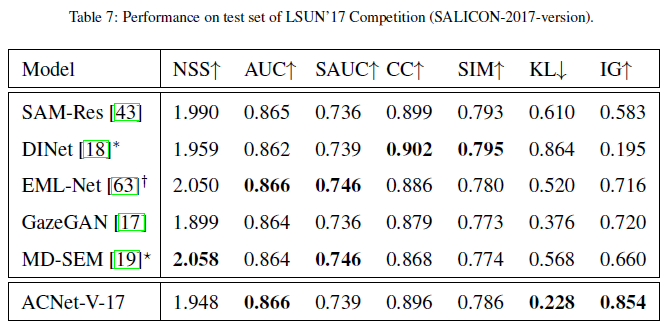 Table 7: Performance on test set of LSUN'17 Competition (SALICON-2017-version).
Model NSS↑ AUC↑ SAUC↑ CC↑ SIM↑ KL↓ IG↑
SAM-Res [43] 1.990 0.865 0.736 0.899 0.793 0.610 0.583
DINet [18]* 1.959 0.862 0.739 0.902 0.795 0.864 0.195
EML-Net [63]† 2.050 0.866 0.746 0.886 0.780 0.520 0.716
GazeGAN [17] 1.899 0.864 0.736 0.879 0.773 0.376 0.720
MD-SEM [19]⋆ 2.058 0.864 0.746 0.868 0.774 0.568 0.660
ACNet-V-17 1.948 0.866 0.739 0.896 0.786 0.228 0.854